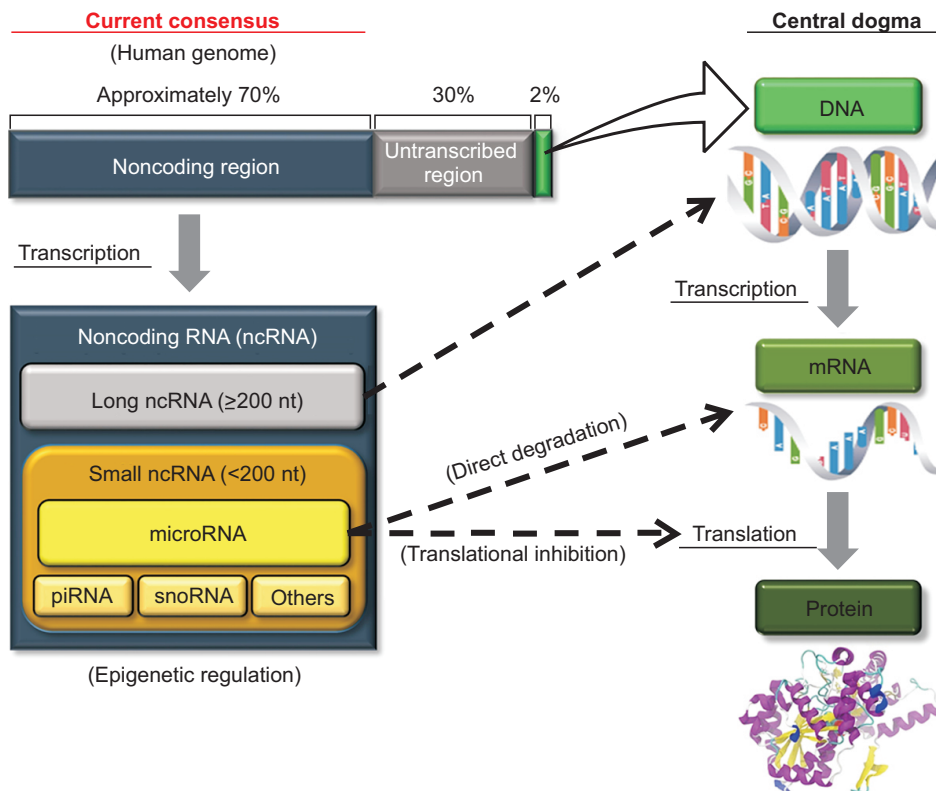 Current consensus
(Human genome)
Approximately 70%
30%
2%
Noncoding region
Untranscribed
region
Transcription
Noncoding RNA (ncRNA)
Long ncRNA (≥200 nt)
Small ncRNA (<200 nt)
microRNA
piRNA
snoRNA
Others
(Epigenetic regulation)
(Direct degradation)
(Translational inhibition)
Central dogma
DNA
Transcription
mRNA
Translation
Protein